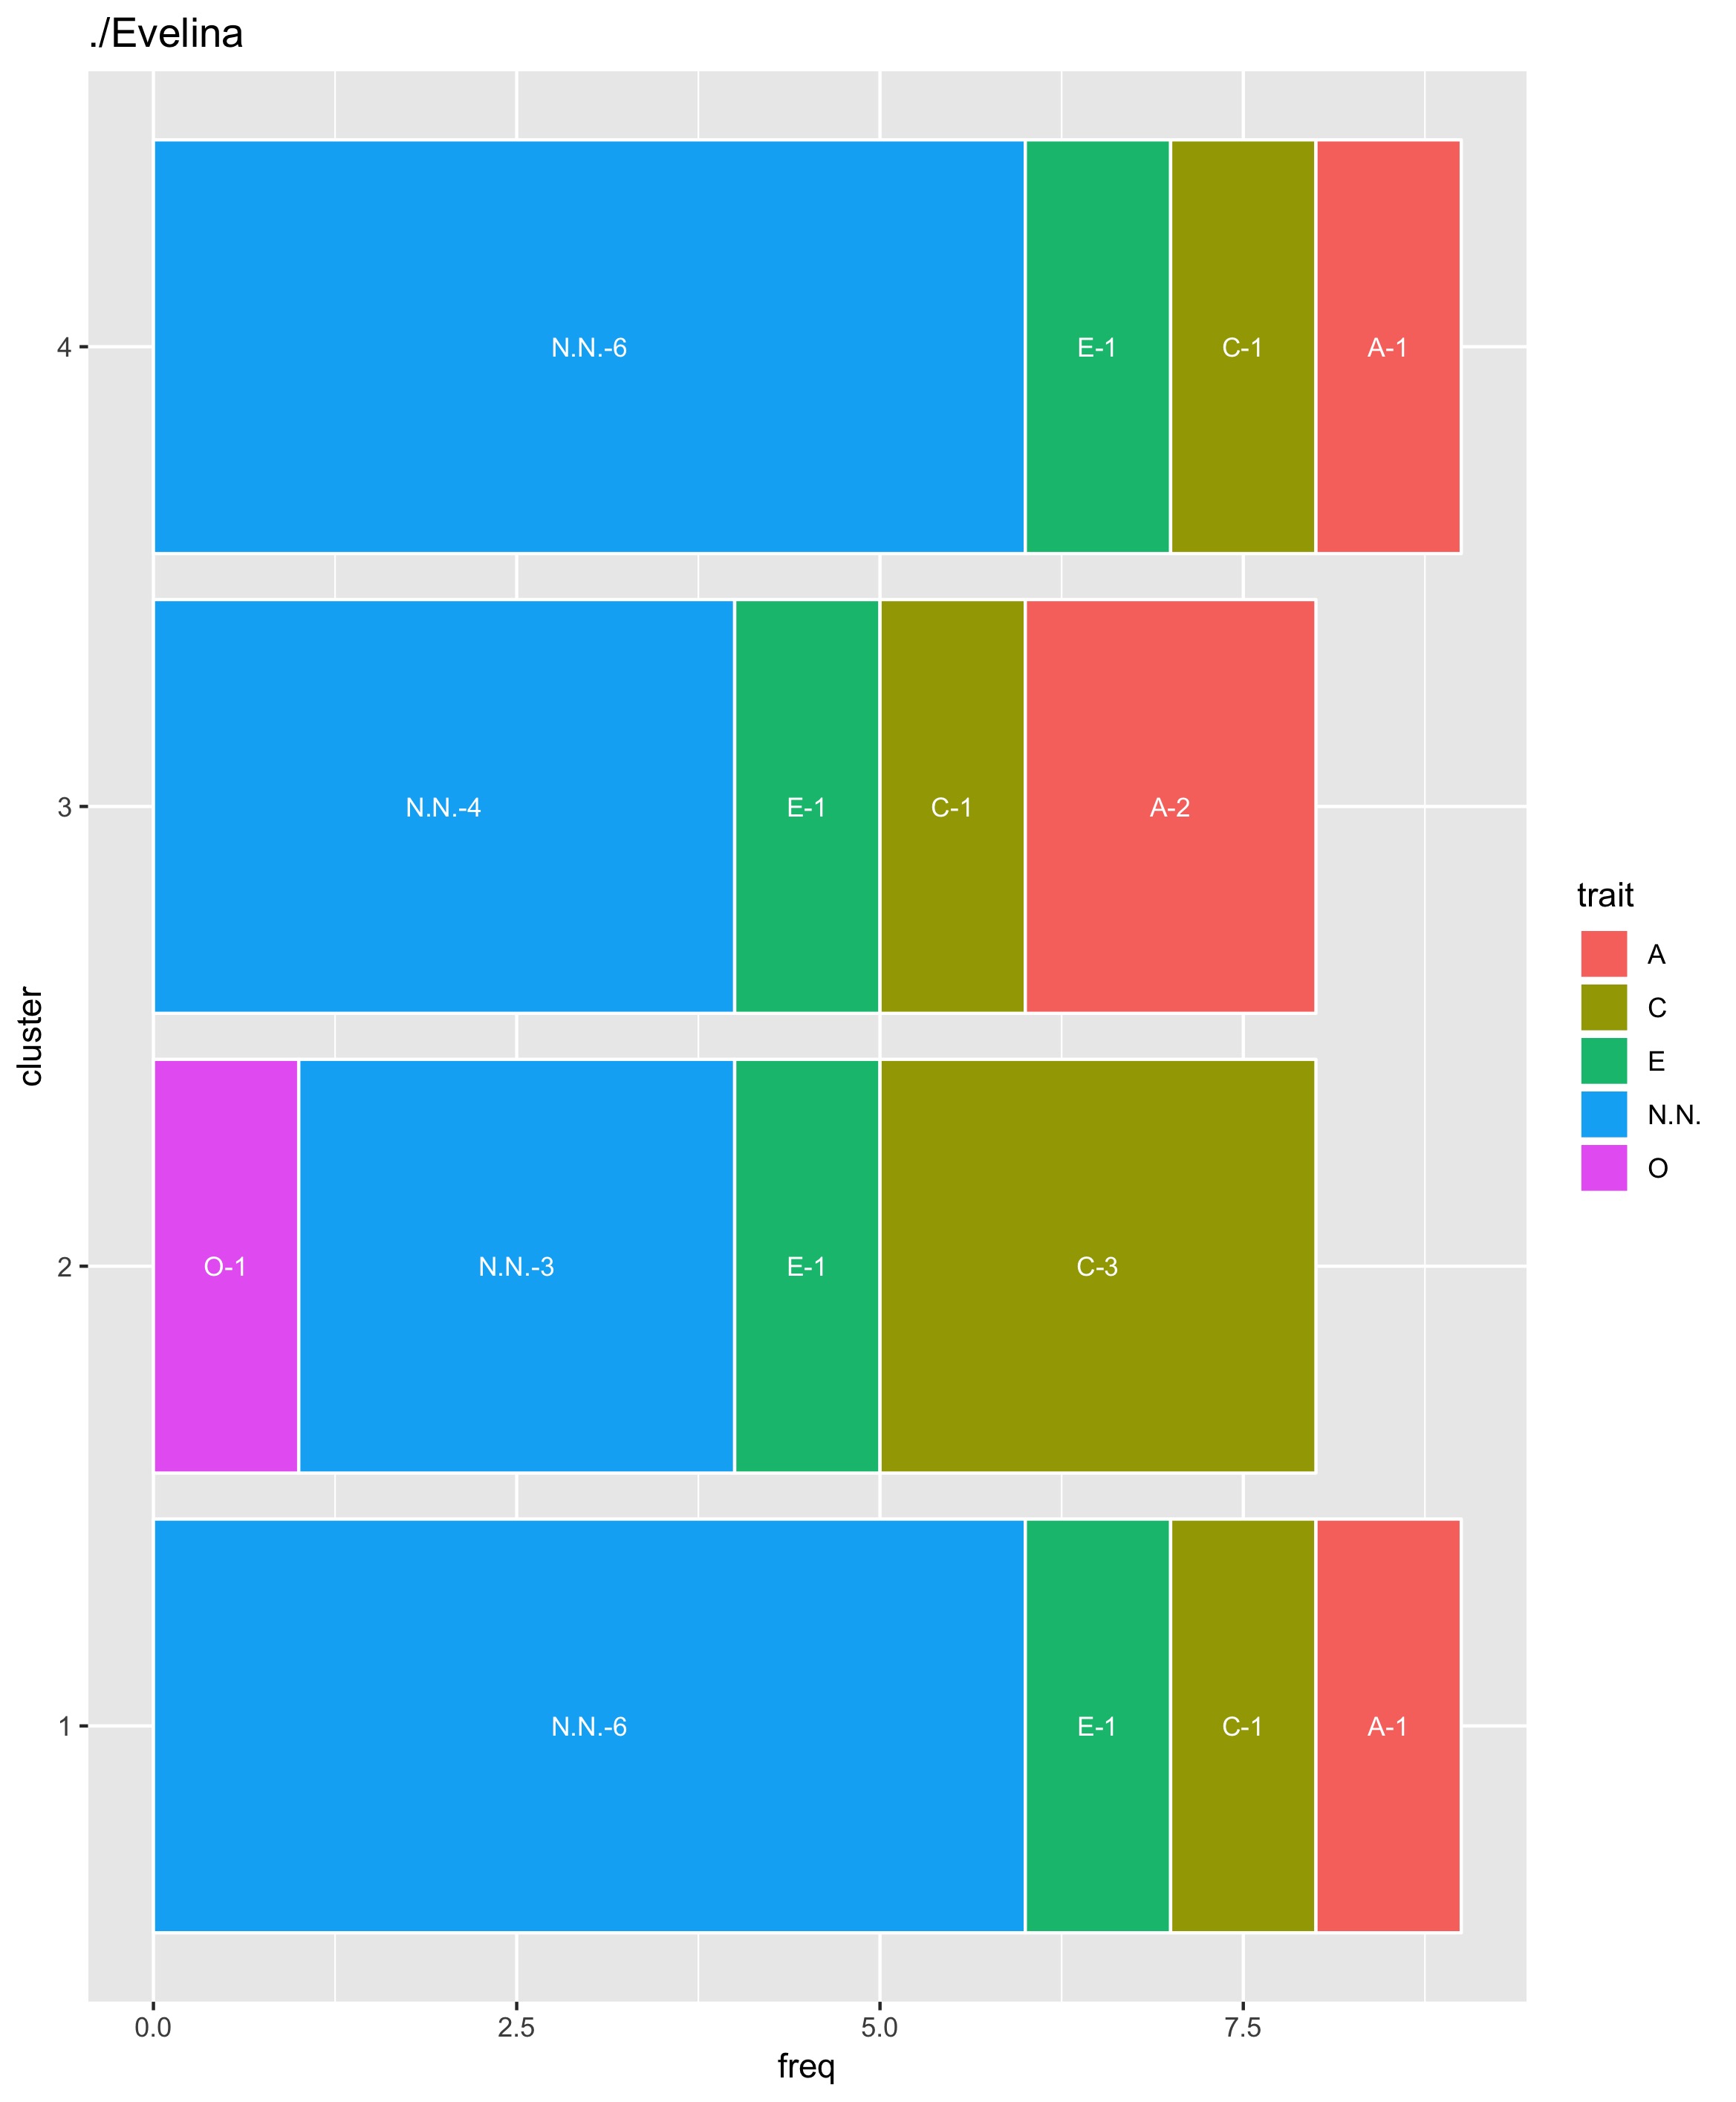 ./Evelina
4
N.N.-6 E-1 C-1 A-1
3
N.N.-4 E-1 C-1 A-2
2
O-1 N.N.-3 E-1 C-3
1
N.N.-6 E-1 C-1 A-1
cluster
0.0 2.5 5.0 7.5
freq
trait
A
C
E
N.N.
O